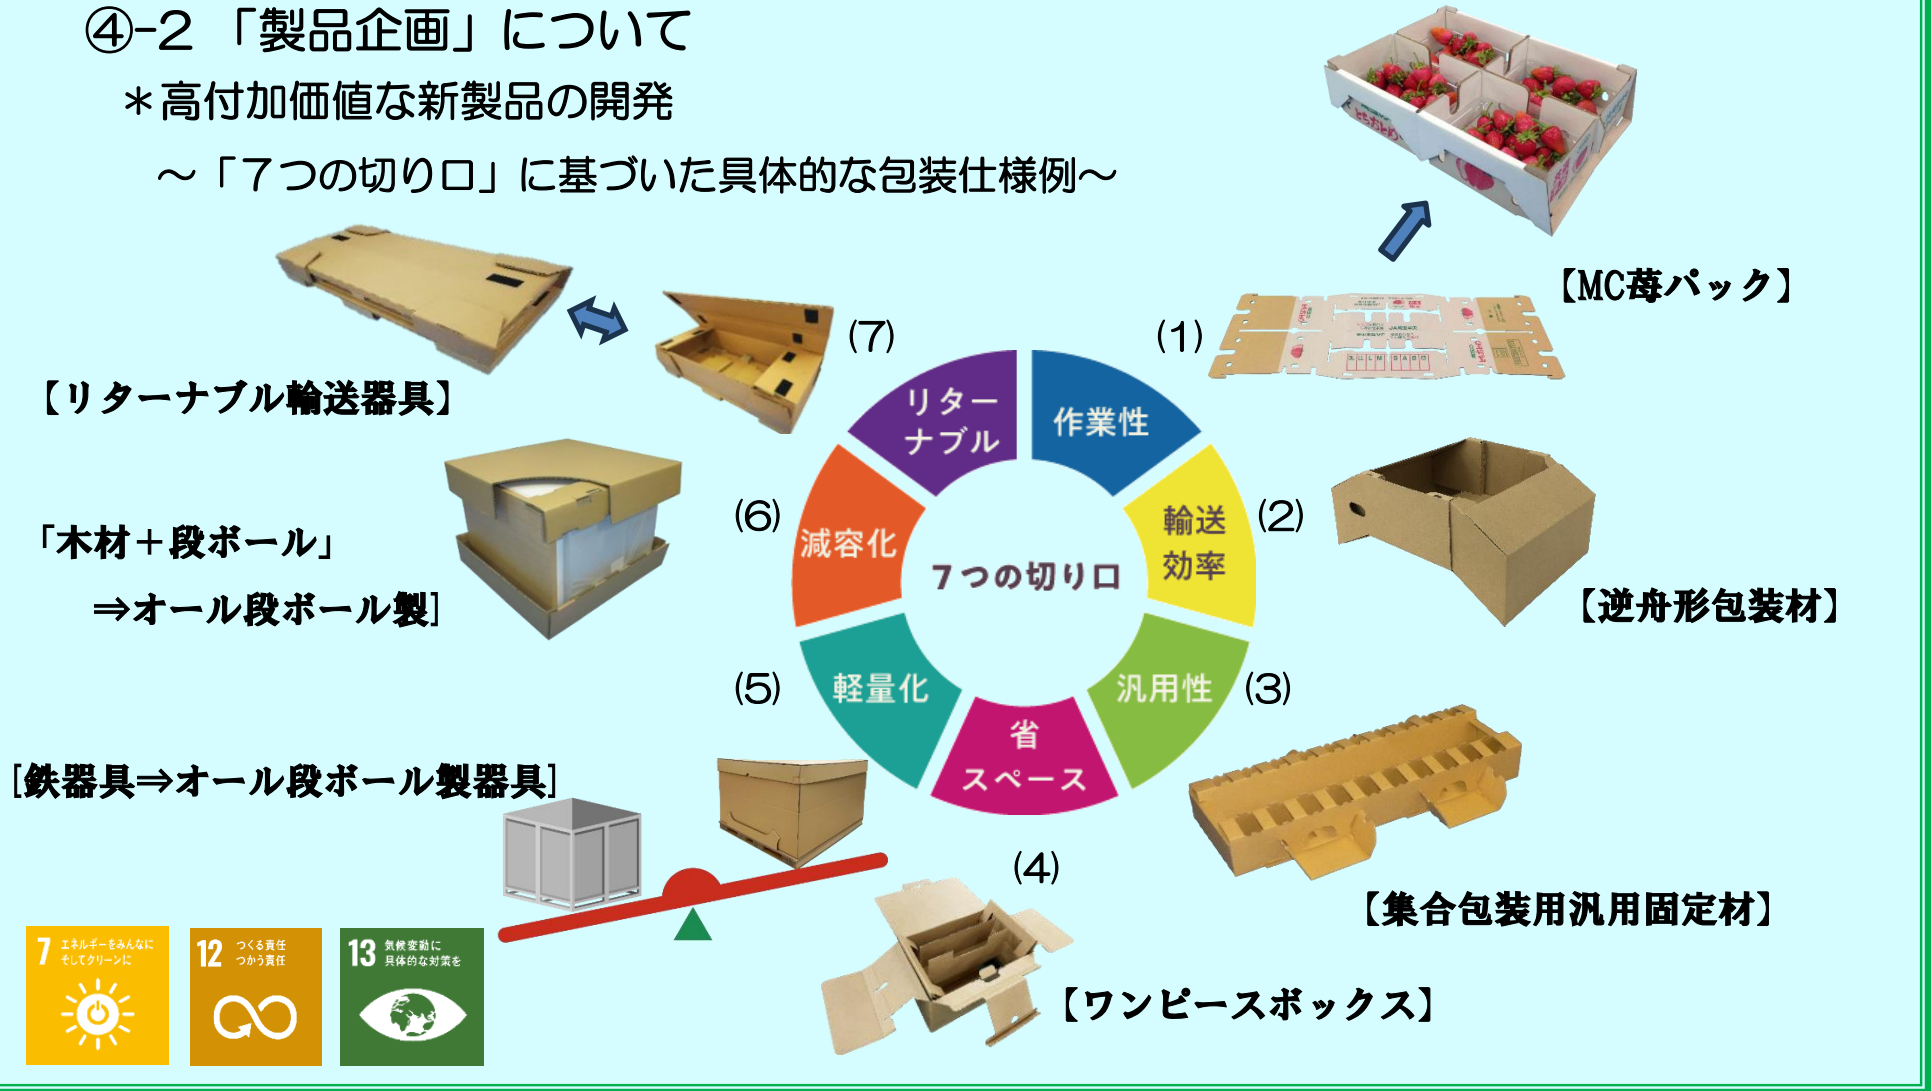 ④-2 「製品企画」について
＊高付加価値な新製品の開発
～「７つの切り口」に基づいた具体的な包装仕様例～
【MC苺パック】
(1)
作業性
(2)
輸送
効率
【逆舟形包装材】
(3)
汎用性
【集合包装用汎用固定材】
(4)
省
スペース
【ワンピースボックス】
(5)
軽量化
[鉄器具⇒オール段ボール製器具]
(6)
減容化
「木材＋段ボール」
⇒オール段ボール製]
(7)
リター
ナブル
【リターナブル輸送器具】
７つの切り口
とちおとめ
7 エネルギーをみんなに
そしてクリーンに
12 つくる責任
つかう責任
13 気候変動に
具体的な対策を